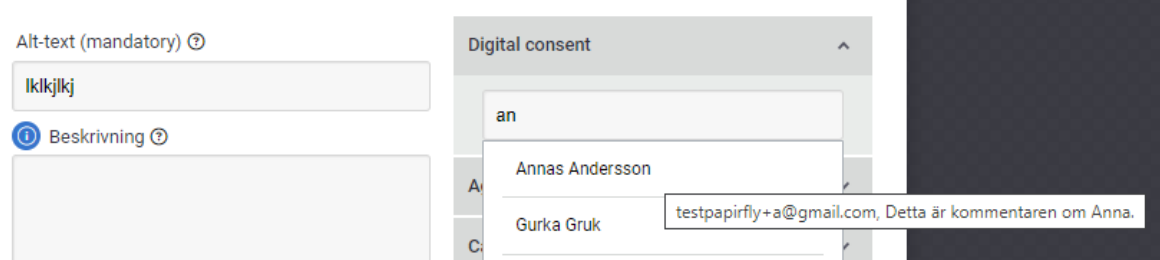 Alt-text (mandatory)
lklkjlkj
Beskrivning
Digital consent
an
Annas Andersson
testpapirfly+a@gmail.com, Detta är kommentaren om Anna.
Gurka Gruk